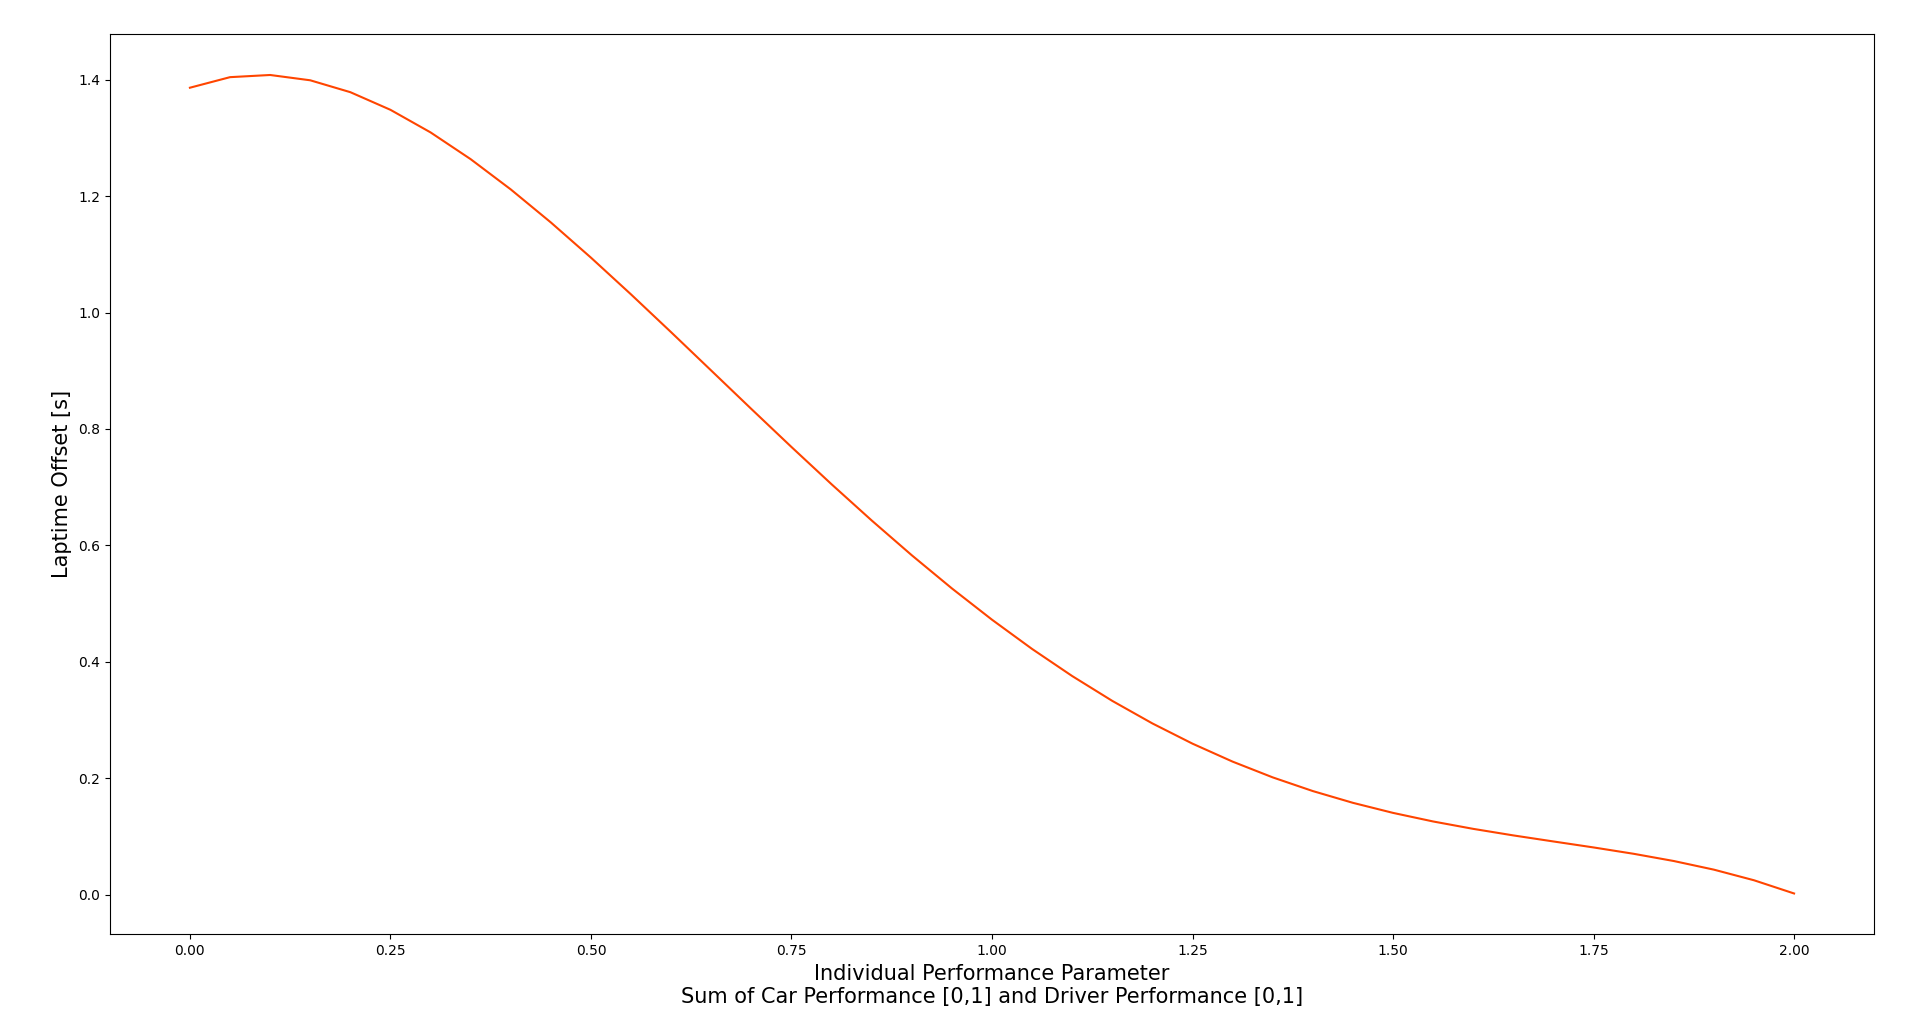 1.4
1.2
1.0
0.8
0.6
0.4
0.2
0.0
Laptime Offset [s]
0.00 0.25 0.50 0.75 1.00 1.25 1.50 1.75 2.00
Individual Performance Parameter
Sum of Car Performance [0,1] and Driver Performance [0,1]